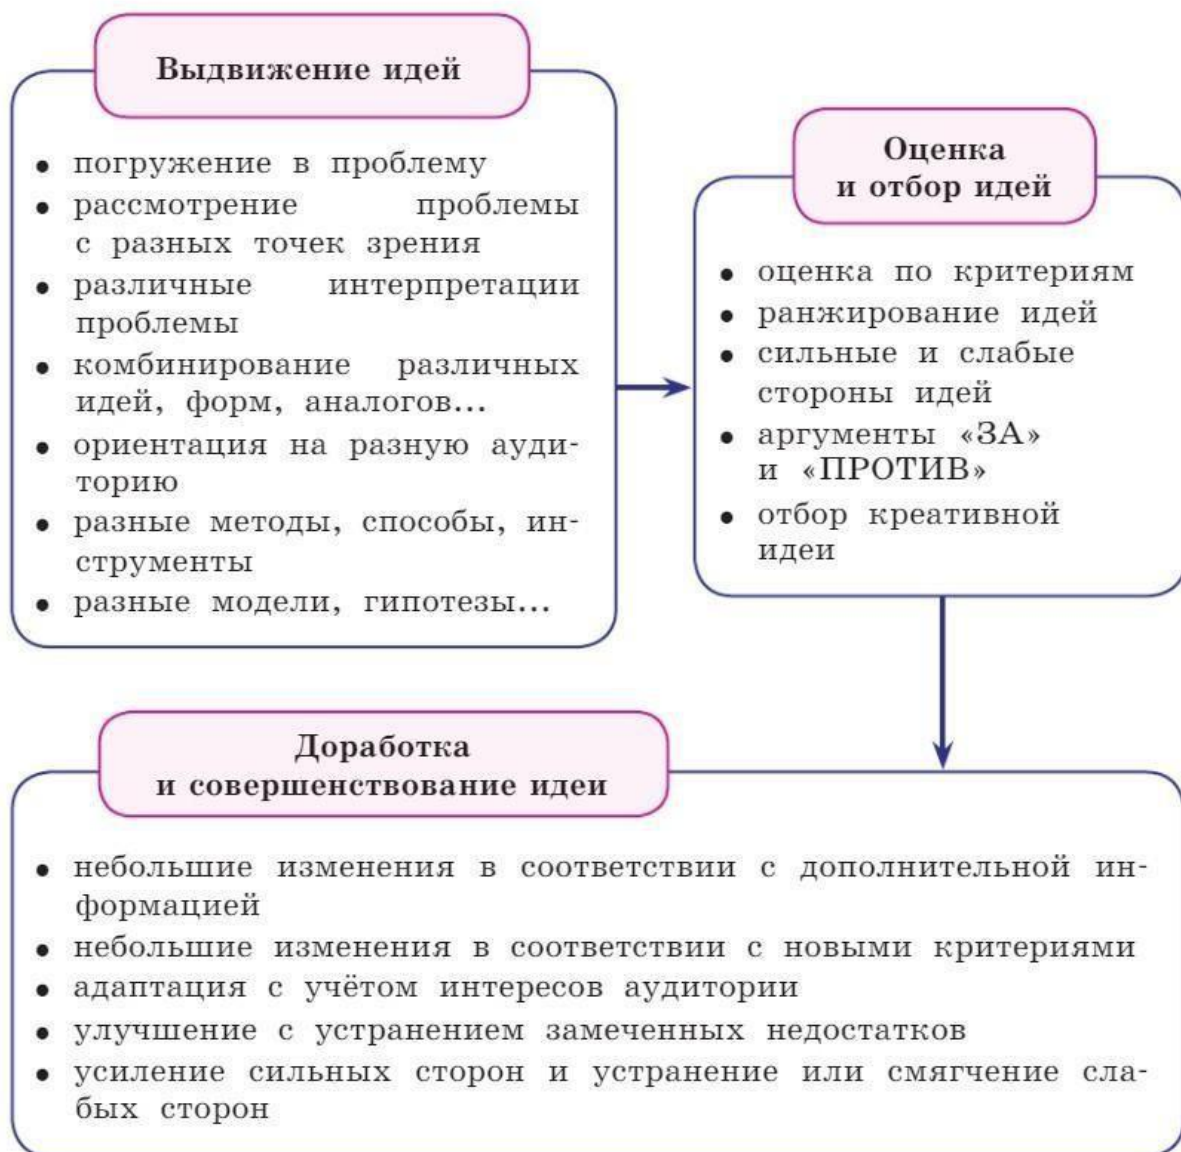 Выдвижение идей
• погружение в проблему
• рассмотрение проблемы
с разных точек зрения
• различные интерпретации
проблемы
• комбинирование различных
идей, форм, аналогов...
• ориентация на разную ауди-
торию
• разные методы, способы, ин-
струменты
• разные модели, гипотезы...
Оценка
и отбор идей
• оценка по критериям
• ранжирование идей
• сильные и слабые
стороны идей
• аргументы «ЗА»
и «ПРОТИВ»
• отбор креативной
идеи
Доработка
и совершенствование идеи
• небольшие изменения в соответствии с дополнительной ин-
формацией
• небольшие изменения в соответствии с новыми критериями
• адаптация с учётом интересов аудитории
• улучшение с устранением замеченных недостатков
• усиление сильных сторон и устранение или смягчение сла-
бых сторон